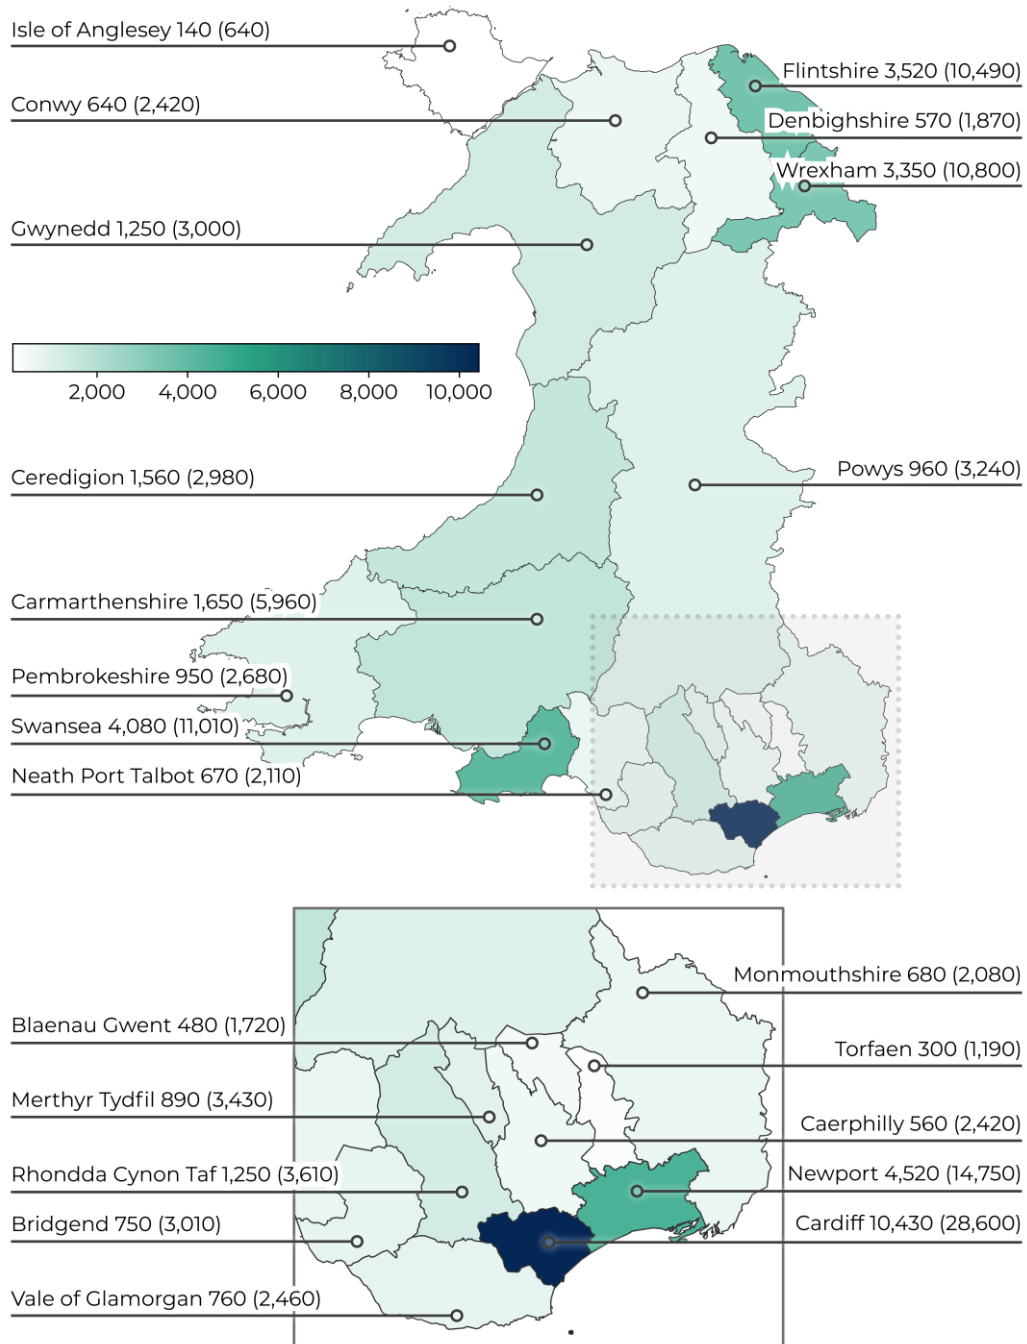 Isle of Anglesey 140 (640)
Flintshire 3,520 (10,490)
Conwy 640 (2,420)
Denbighshire 570 (1,870)
Wrexham 3,350 (10,800)
Gwynedd 1,250 (3,000)
2,000 4,000 6,000 8,000 10,000
Ceredigion 1,560 (2,980)
Powys 960 (3,240)
Carmarthenshire 1,650 (5,960)
Pembrokeshire 950 (2,680)
Swansea 4,080 (11,010)
Neath Port Talbot 670 (2,110)
Monmouthshire 680 (2,080)
Blaenau Gwent 480 (1,720)
Torfaen 300 (1,190)
Merthyr Tydfil 890 (3,430)
Caerphilly 560 (2,420)
Rhondda Cynon Taf 1,250 (3,610)
Newport 4,520 (14,750)
Bridgend 750 (3,010)
Cardiff 10,430 (28,600)
Vale of Glamorgan 760 (2,460)